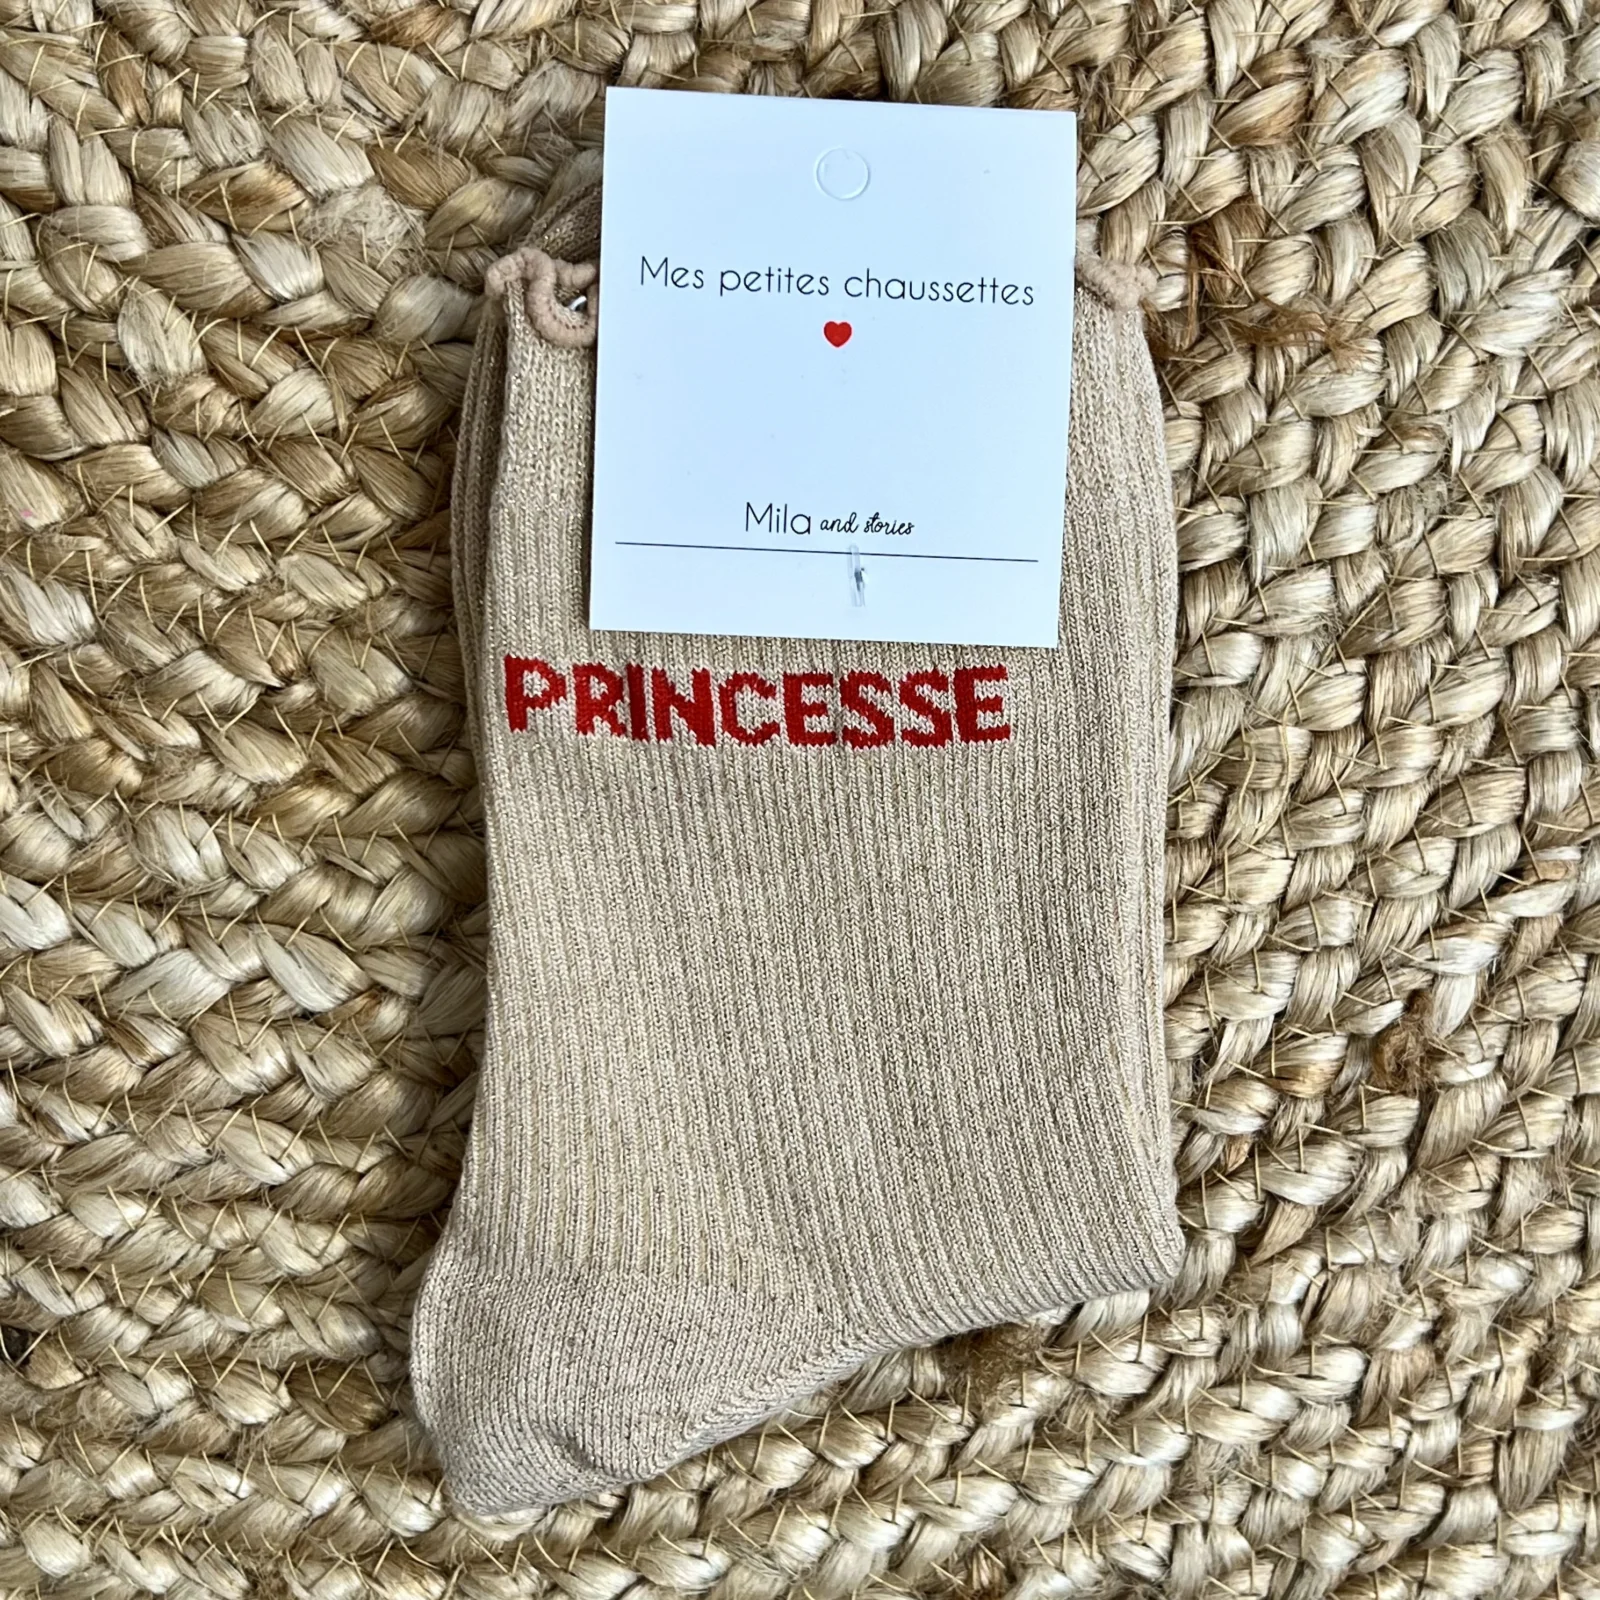 Mes petites chaussettes
Mila and stories
PRINCESSE